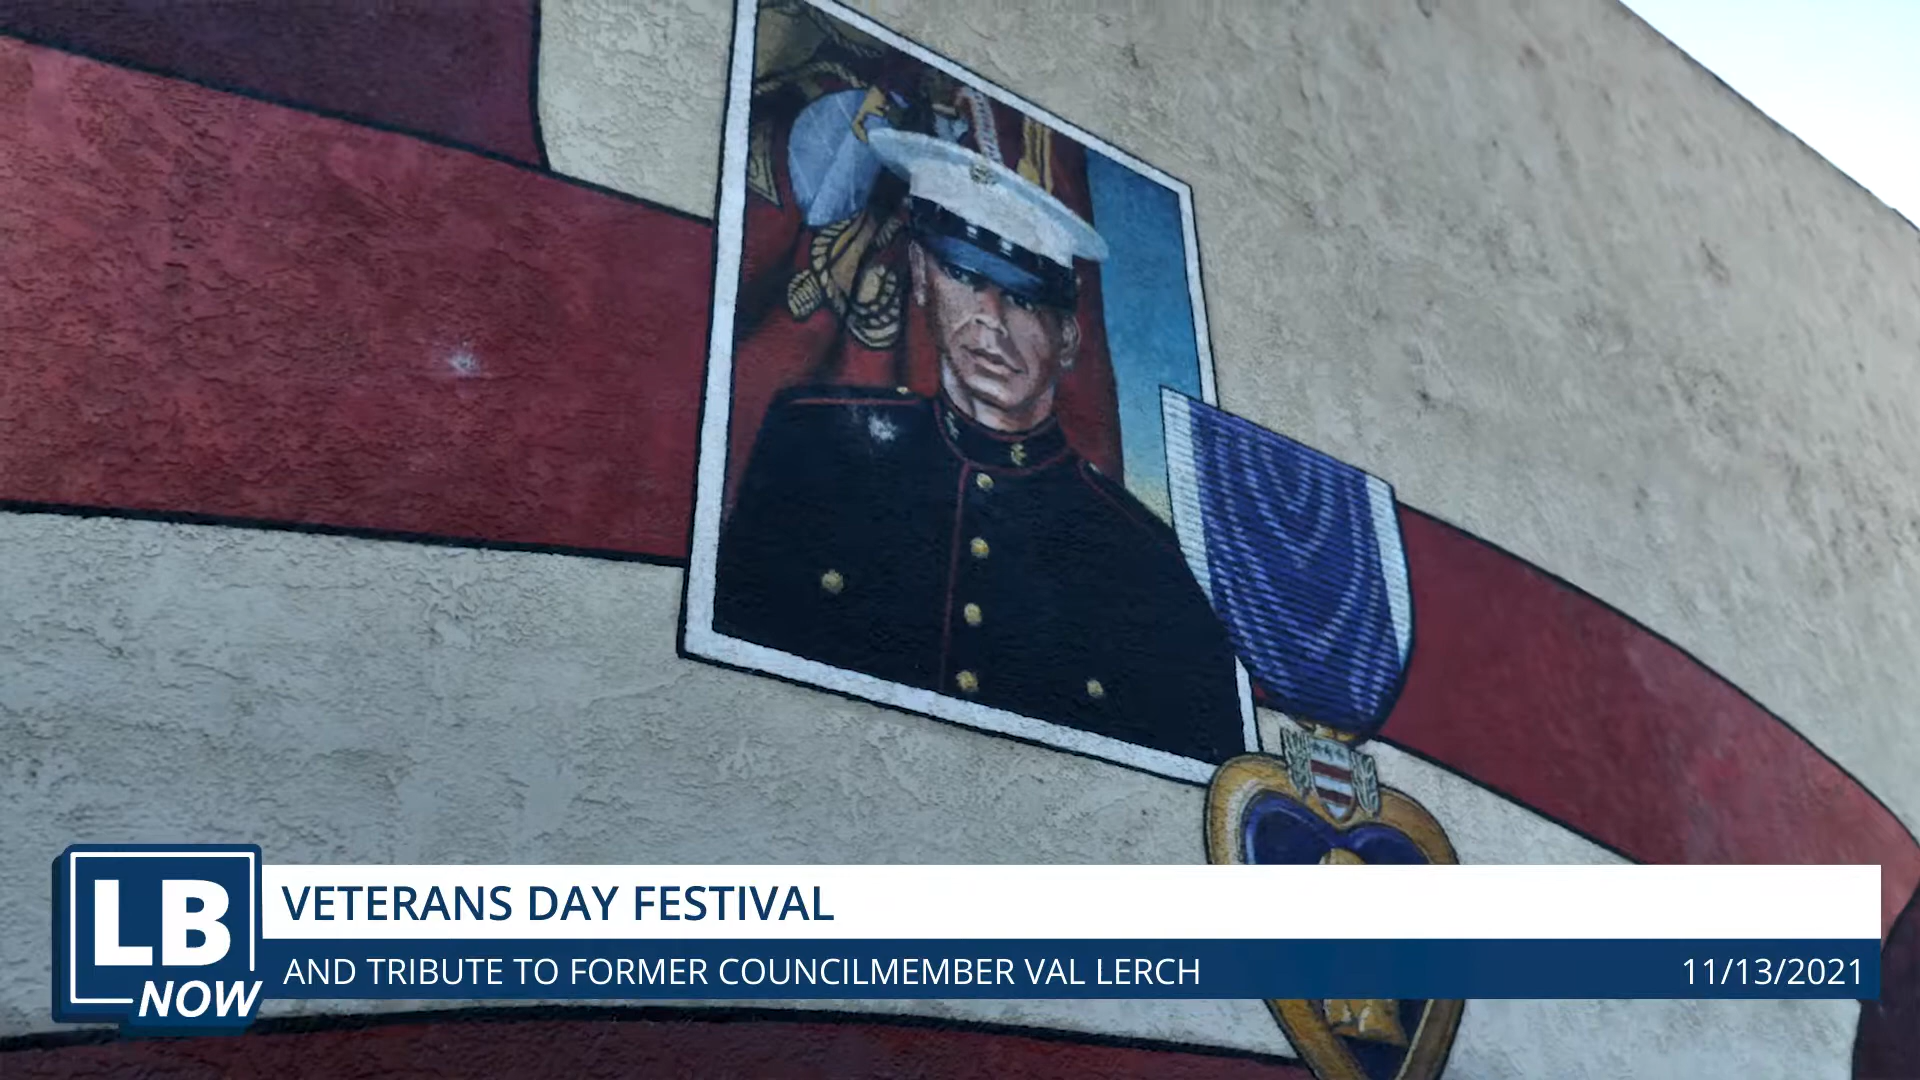 VETERANS DAY FESTIVAL
AND TRIBUTE TO FORMER COUNCILMEMBER VAL LERCH 11/13/2021
LB
NOW